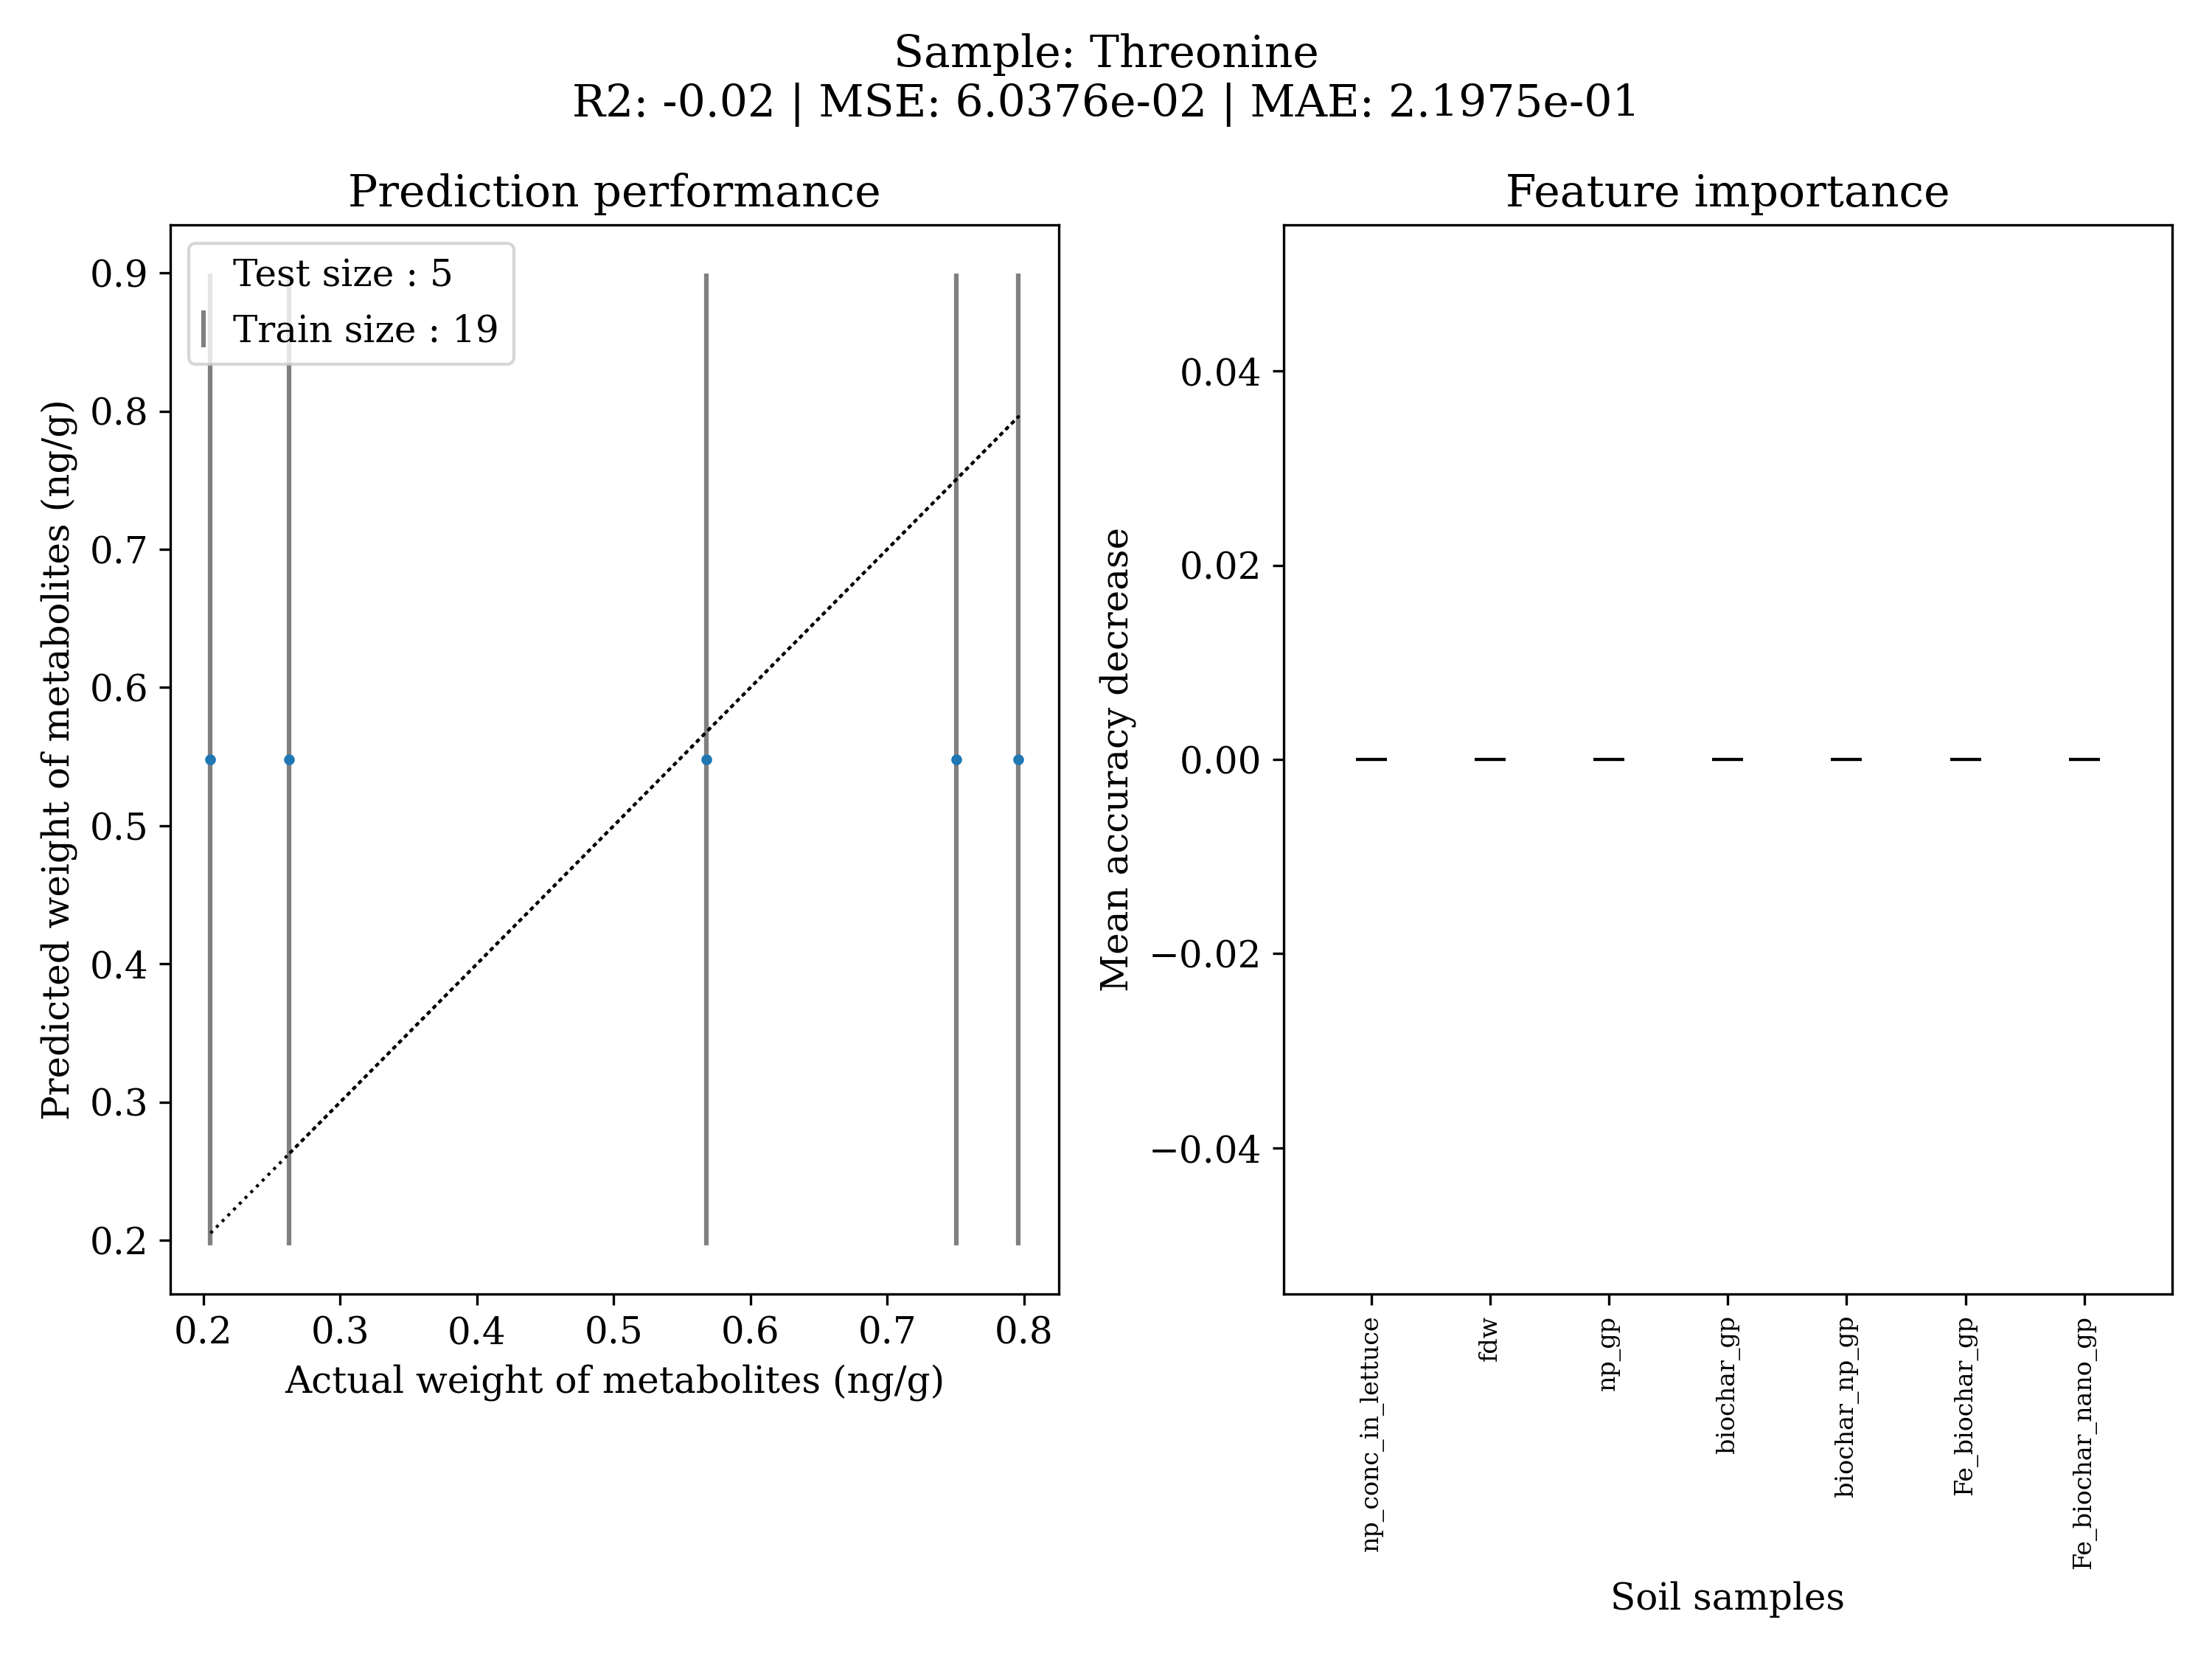 Sample: Threonine
R2: -0.02 | MSE: 6.0376e-02 | MAE: 2.1975e-01
Prediction performance
Test size : 5
Train size : 19
0.9
0.8
0.7
0.6
0.5
0.4
0.3
0.2
Predicted weight of metabolites (ng/g)
0.2 0.3 0.4 0.5 0.6 0.7 0.8
Actual weight of metabolites (ng/g)
Feature importance
0.04
0.02
0.00
−0.02
−0.04
Mean accuracy decrease
np_conc_in_lettuce
fdw
np_gp
biochar_gp
biochar_np_gp
Fe_biochar_gp
Fe_biochar_nano_gp
Soil samples